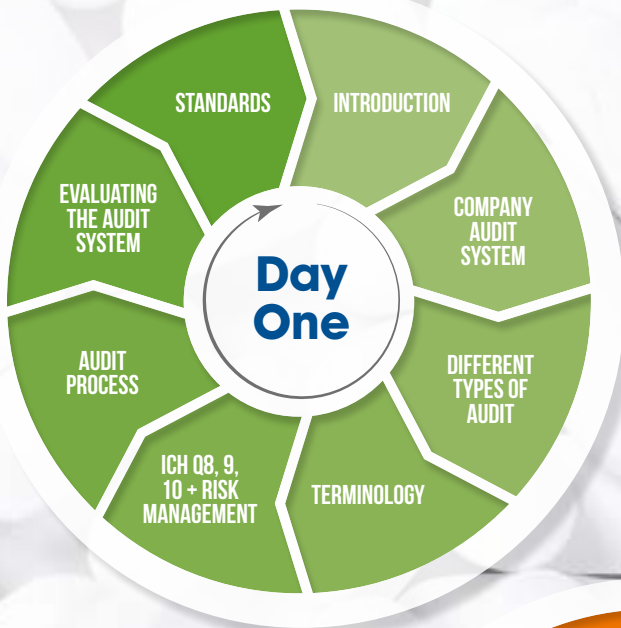 INTRODUCTION
COMPANY
AUDIT
SYSTEM
DIFFERENT
TYPES OF
AUDIT
TERMINOLOGY
ICH Q8, 9,
10 + RISK
MANAGEMENT
AUDIT
PROCESS
EVALUATING
THE AUDIT
SYSTEM
STANDARDS
Day
One